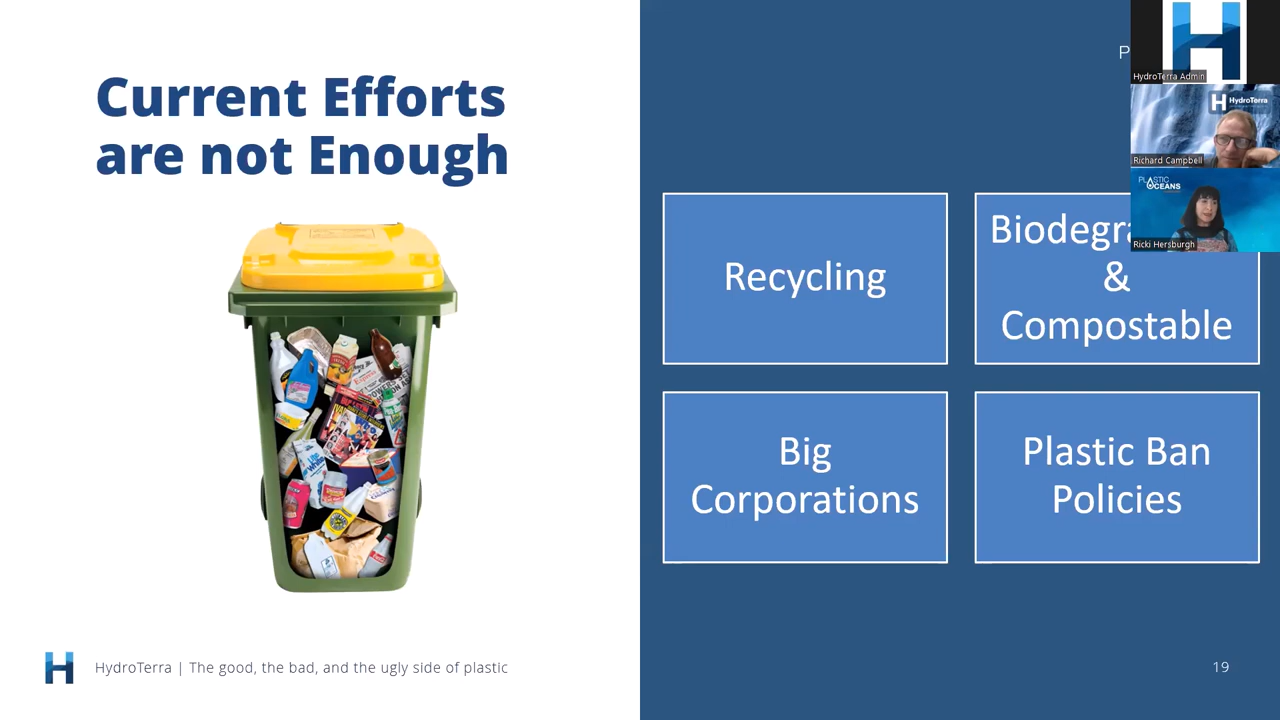 Current Efforts
are not Enough
Recycling
&
Compostable
Big
Corporations
Plastic Ban
Policies
HydroTerra | The good, the bad, and the ugly side of plastic
19
HydroTerra Admin
HydroTerra
Richard Campbell
PLASTIC
OCEANS
Ricki Hersburgh